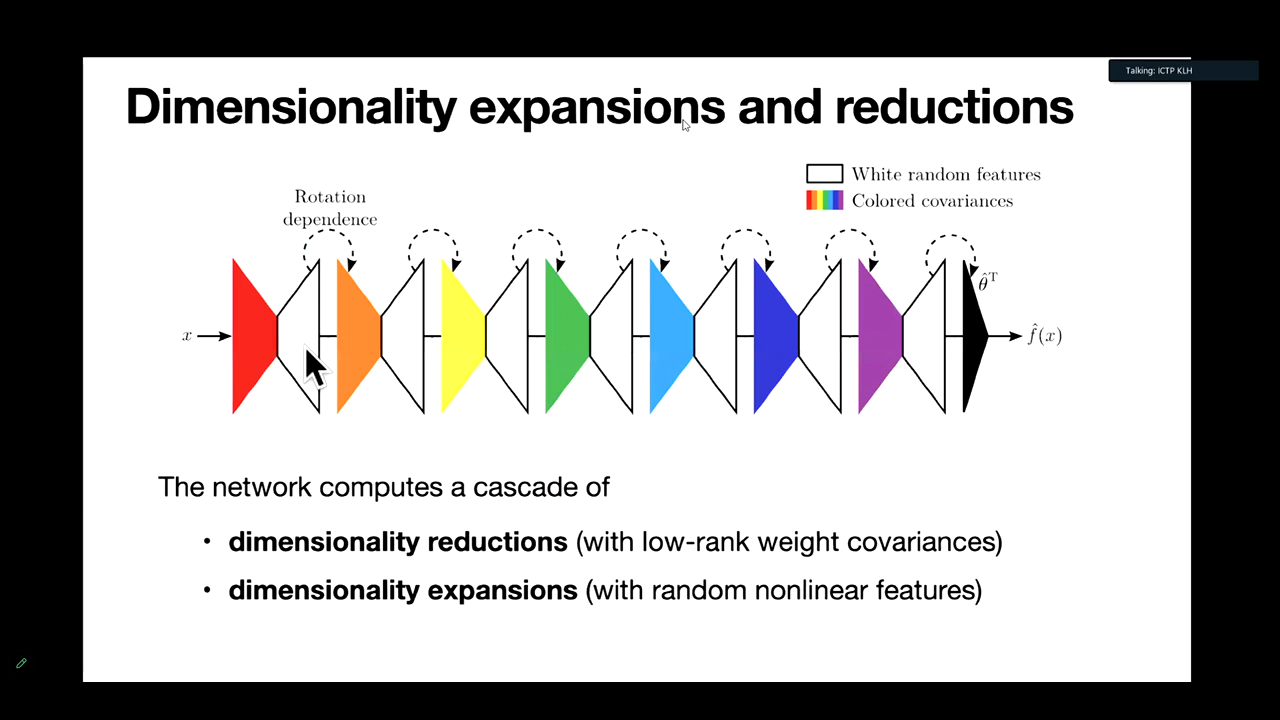 Talking: ICTP KLH
Dimensionality expansions and reductions
White random features
Colored covariances
Rotation
dependence
θ̂ᵀ
x
f̂(x)
The network computes a cascade of
• dimensionality reductions (with low-rank weight covariances)
• dimensionality expansions (with random nonlinear features)